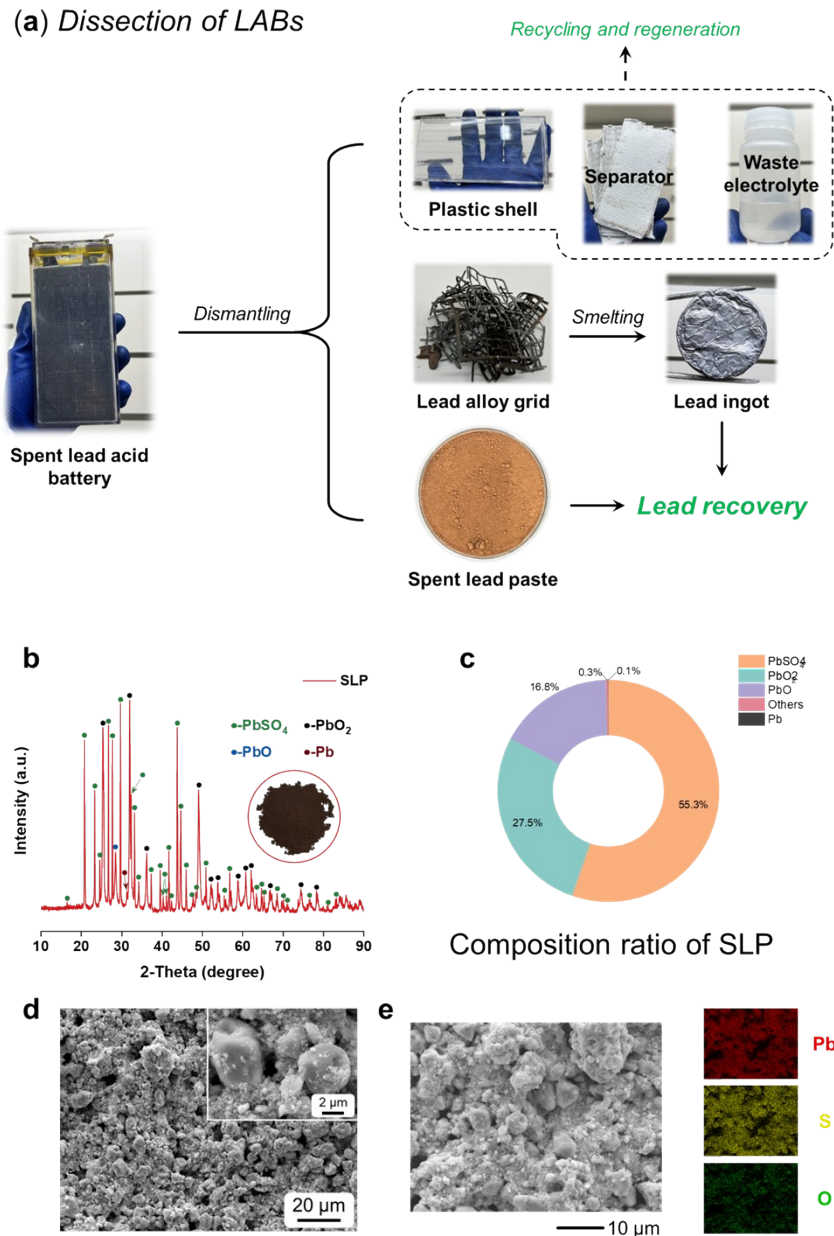 (a) Dissection of LABs
Recycling and regeneration
Plastic shell
Separator
Waste
electrolyte
Dismantling
Spent lead acid
battery
Lead alloy grid
Smelting
Lead ingot
Spent lead paste
Lead recovery
b
SLP
-PbSO4
-PbO2
-PbO
-Pb
Intensity (a.u.)
10 20 30 40 50 60 70 80 90
2-Theta (degree)
c
PbSO4
PbO2
PbO
Others
Pb
0.3%
0.1%
16.8%
27.5%
55.3%
Composition ratio of SLP
d
2 μm
20 μm
e
10 μm
Pb
S
O